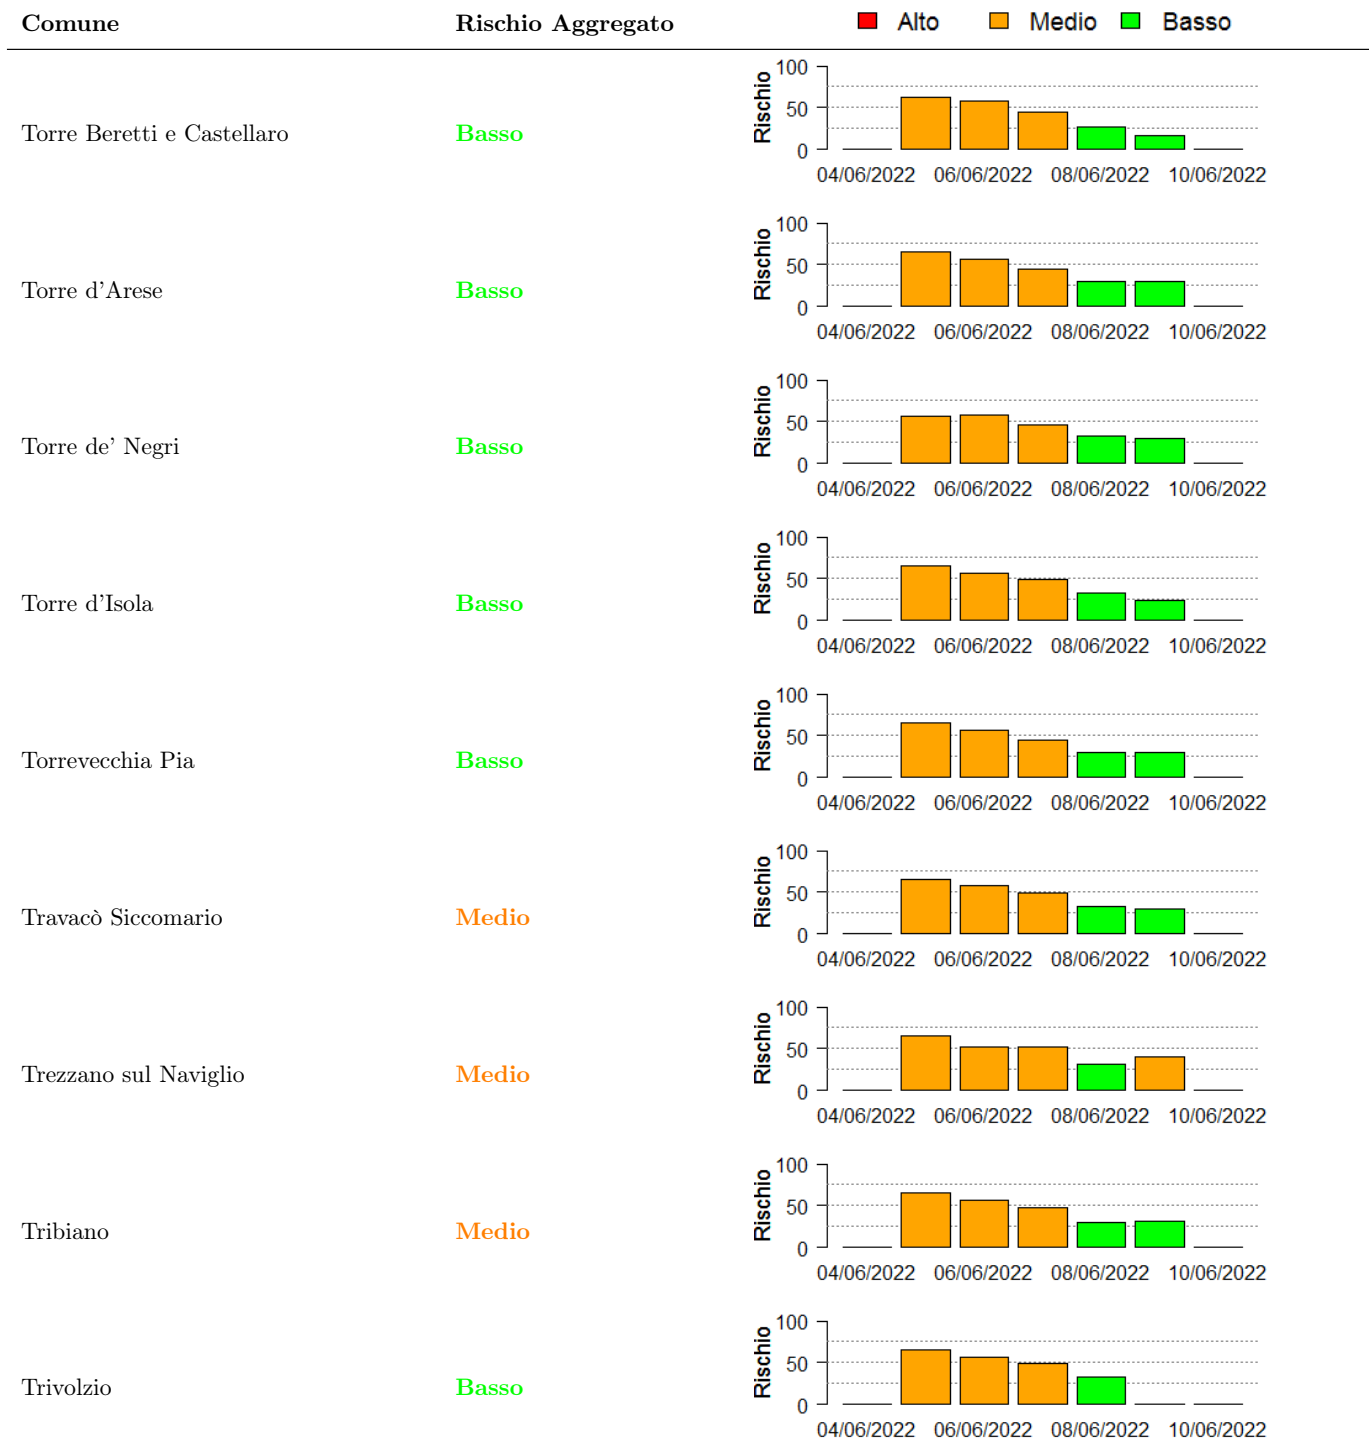 Comune Rischio Aggregato Alto Medio Basso
Torre Beretti e Castellaro Basso Rischio 100 50 0
04/06/2022 06/06/2022 08/06/2022 10/06/2022
Torre d'Arese Basso Rischio 100 50 0
04/06/2022 06/06/2022 08/06/2022 10/06/2022
Torre de' Negri Basso Rischio 100 50 0
04/06/2022 06/06/2022 08/06/2022 10/06/2022
Torre d'Isola Basso Rischio 100 50 0
04/06/2022 06/06/2022 08/06/2022 10/06/2022
Torrevecchia Pia Basso Rischio 100 50 0
04/06/2022 06/06/2022 08/06/2022 10/06/2022
Travacò Siccomario Medio Rischio 100 50 0
04/06/2022 06/06/2022 08/06/2022 10/06/2022
Trezzano sul Naviglio Medio Rischio 100 50 0
04/06/2022 06/06/2022 08/06/2022 10/06/2022
Tribiano Medio Rischio 100 50 0
04/06/2022 06/06/2022 08/06/2022 10/06/2022
Trivolzio Basso Rischio 100 50 0
04/06/2022 06/06/2022 08/06/2022 10/06/2022